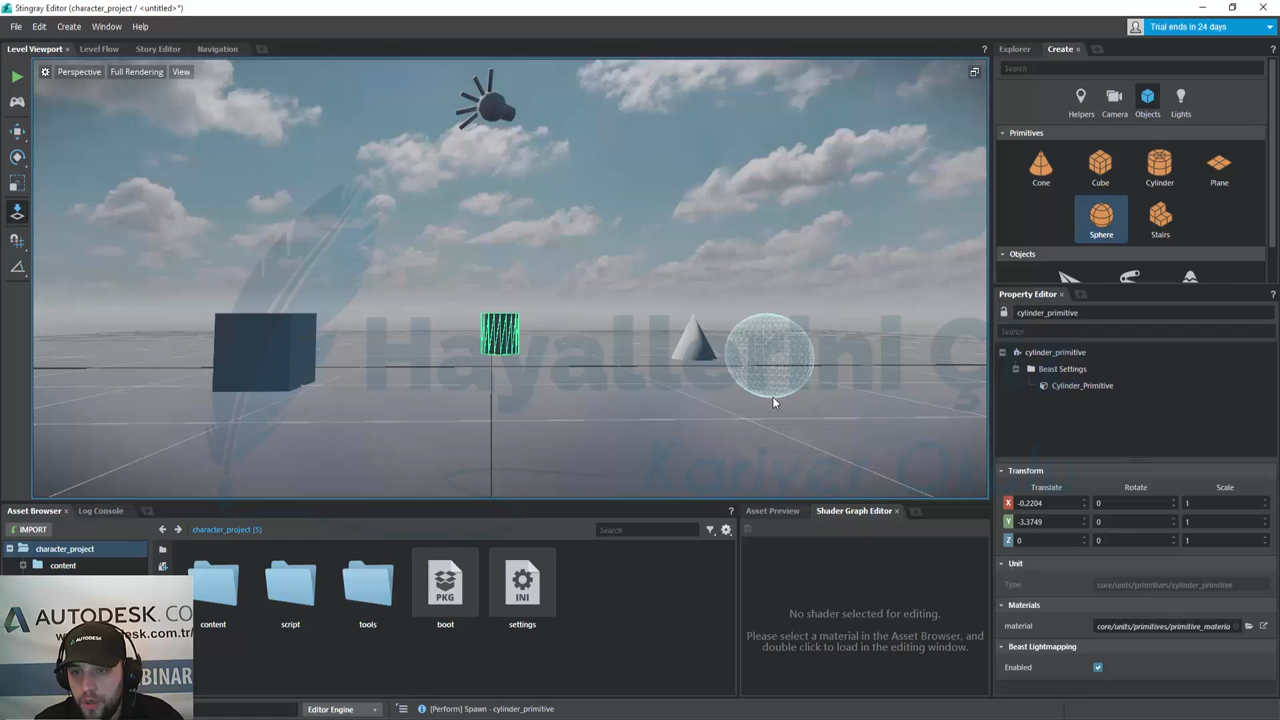 Stingray Editor (character_project / <untitled>*)
File Edit Create Window Help
Trial ends in 24 days
Level Viewport Level Flow Story Editor Navigation
Explorer Create
Perspective Full Rendering View
Search
Helpers Camera Objects Lights
Primitives
Cone Cube Cylinder Plane
Sphere Stairs
Objects
Property Editor
cylinder_primitive
Search
cylinder_primitive
Beast Settings
Cylinder_Primitive
Hayallerini
Kariyer
Transform
Translate Rotate Scale
X -0.2204 0 1
Y -3.3749 0 1
Z 0 0 1
Unit
Type core/units/primitives/cylinder_primitive
Materials
material core/units/primitives/primitive_materia
Beast Lightmapping
Enabled
Asset Browser Log Console
IMPORT character_project (5) Search
character_project
content
content script tools boot settings
PKG INI
Asset Preview Shader Graph Editor
No shader selected for editing.
Please select a material in the Asset Browser, and
double click to load in the editing window.
AUTODESK.CO
www.autodesk.com.tr/
AUTODESK
BINAR
Editor Engine [Perform] Spawn - cylinder_primitive